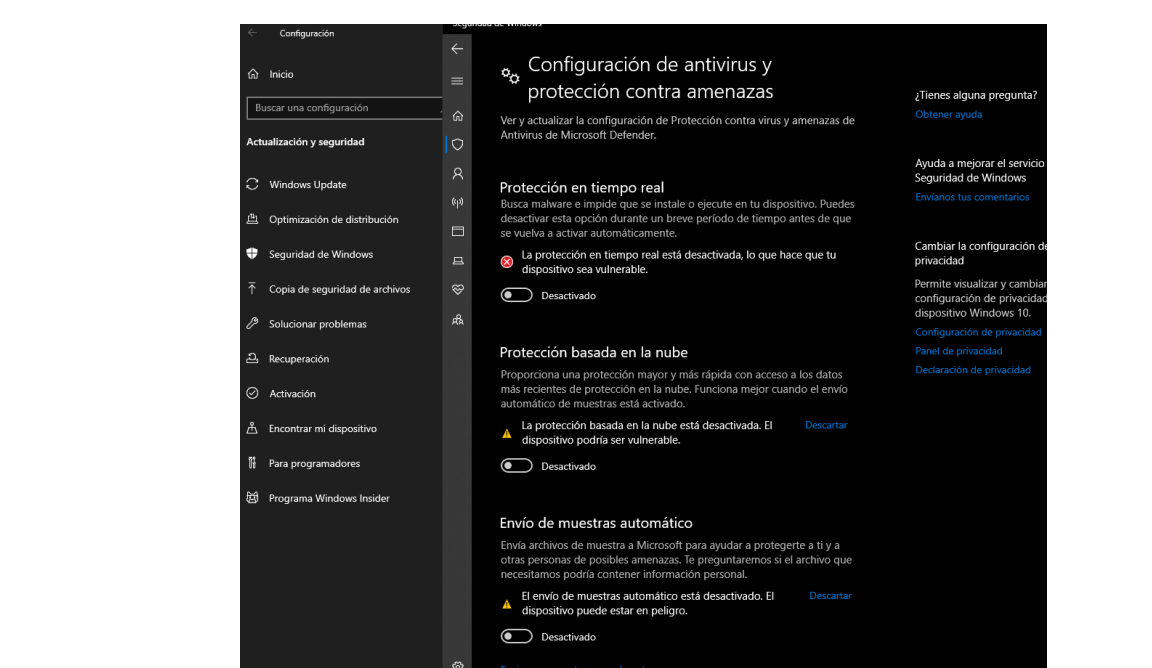 Configuración
Inicio
Buscar una configuración
Actualización y seguridad
Windows Update
Optimización de distribución
Seguridad de Windows
Copia de seguridad de archivos
Solucionar problemas
Recuperación
Activación
Encontrar mi dispositivo
Para programadores
Programa Windows Insider
Seguridad de Windows
Configuración de antivirus y
protección contra amenazas
Ver y actualizar la configuración de Protección contra virus y amenazas de
Antivirus de Microsoft Defender.
Protección en tiempo real
Busca malware e impide que se instale o ejecute en tu dispositivo. Puedes
desactivar esta opción durante un breve período de tiempo antes de que
se vuelva a activar automáticamente.
La protección en tiempo real está desactivada, lo que hace que tu
dispositivo sea vulnerable.
Desactivado
Protección basada en la nube
Proporciona una protección mayor y más rápida con acceso a los datos
más recientes de protección en la nube. Funciona mejor cuando el envío
automático de muestras está activado.
La protección basada en la nube está desactivada. El
dispositivo podría ser vulnerable.
Descartar
Desactivado
Envío de muestras automático
Envía archivos de muestra a Microsoft para ayudar a protegerte a ti y a
otras personas de posibles amenazas. Te preguntaremos si el archivo que
necesitamos podría contener información personal.
El envío de muestras automático está desactivado. El
dispositivo puede estar en peligro.
Descartar
Desactivado
¿Tienes alguna pregunta?
Obtener ayuda
Ayuda a mejorar el servicio
Seguridad de Windows
Envíanos tus comentarios
Cambiar la configuración de
privacidad
Permite visualizar y cambiar
configuración de privacidad
dispositivo Windows 10.
Configuración de privacidad
Panel de privacidad
Declaración de privacidad